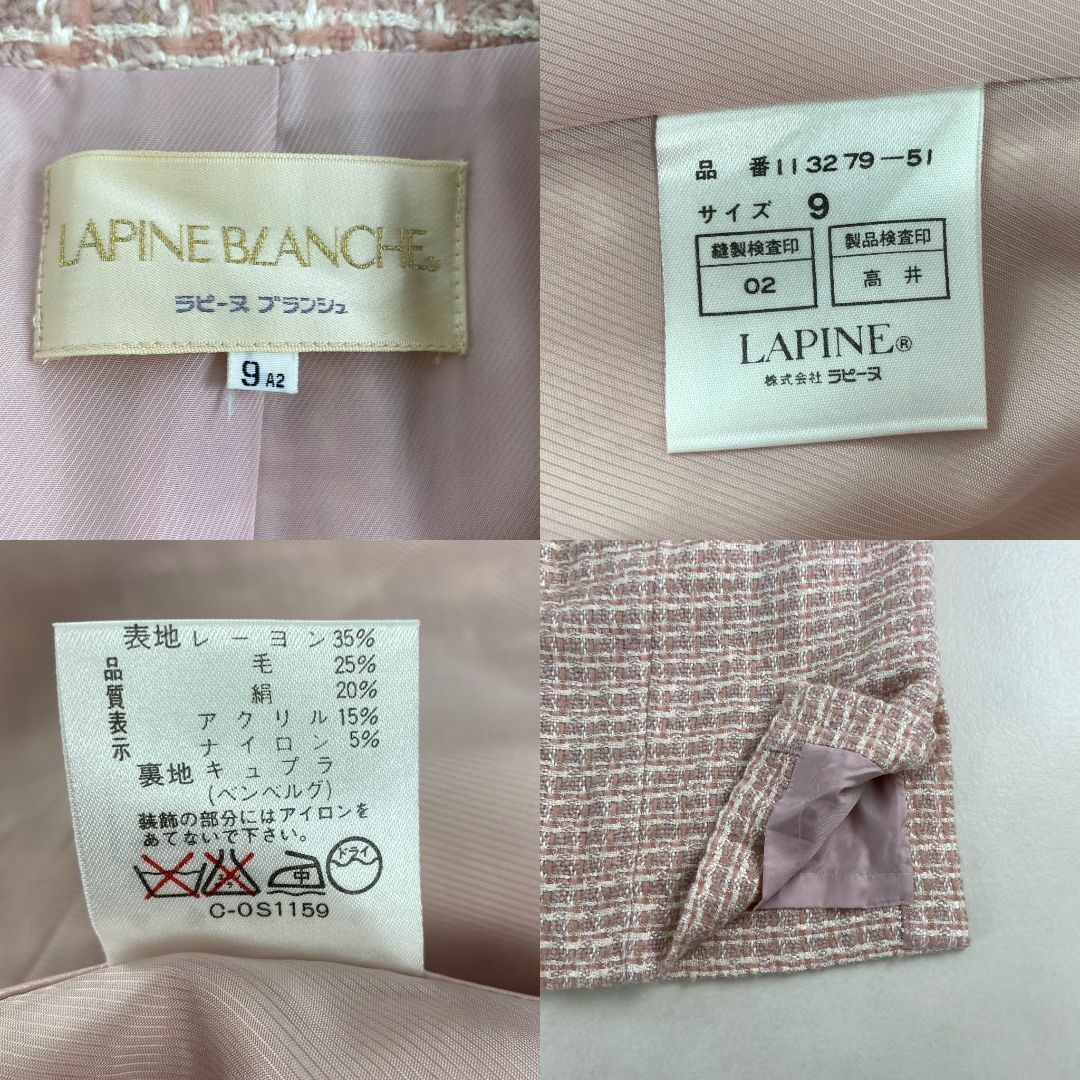 LAPINE BLANCHE®
ラピーヌ ブランシュ
9 A2
品 番 113279-51
サイズ 9
縫製検査印
02
製品検査印
高井
LAPINE®
株式会社 ラピーヌ
品質表示
表地 レーヨン 35%
毛 25%
絹 20%
アクリル 15%
ナイロン 5%
裏地 キュプラ
(ベンベルグ)
装飾の部分にはアイロンを
あてないで下さい。
中 ドライ
C-0S1159